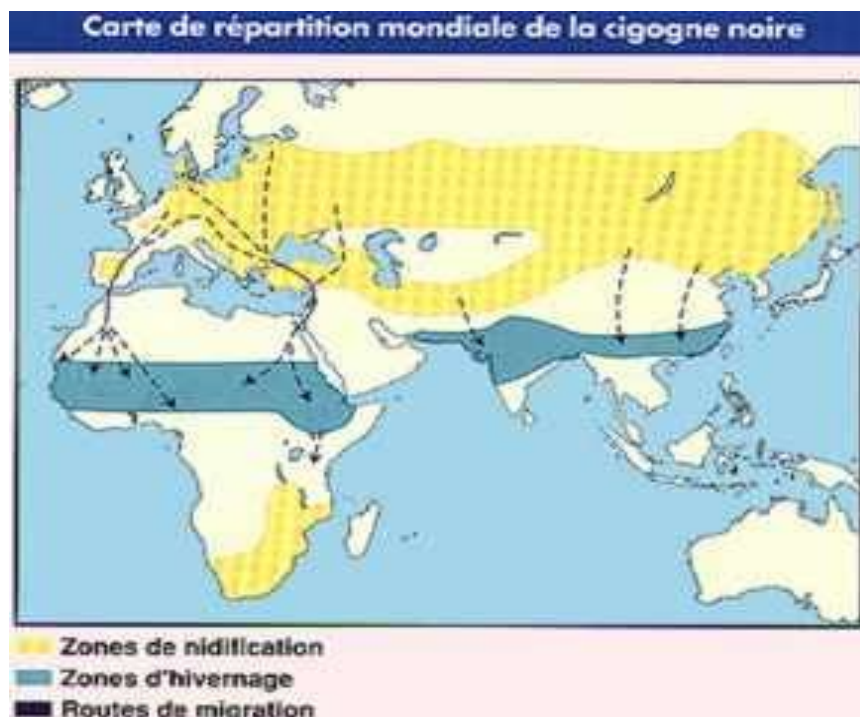 Carte de répartition mondiale de la cigogne noire
Zones de nidification
Zones d'hivernage
Routes de migration